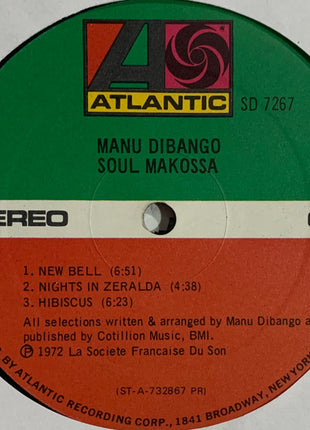 ATLANTIC SD 7267
MANU DIBANGO
SOUL MAKOSSA
EREO
1. NEW BELL (6:51)
2. NIGHTS IN ZERALDA (4:38)
3. HIBISCUS (6:23)
All selections written & arranged by Manu Dibango a
published by Cotillion Music, BMI.
℗ 1972 La Societe Francaise Du Son
(ST-A-732867 PR)
BY ATLANTIC RECORDING CORP., 1841 BROADWAY, NEW YORK